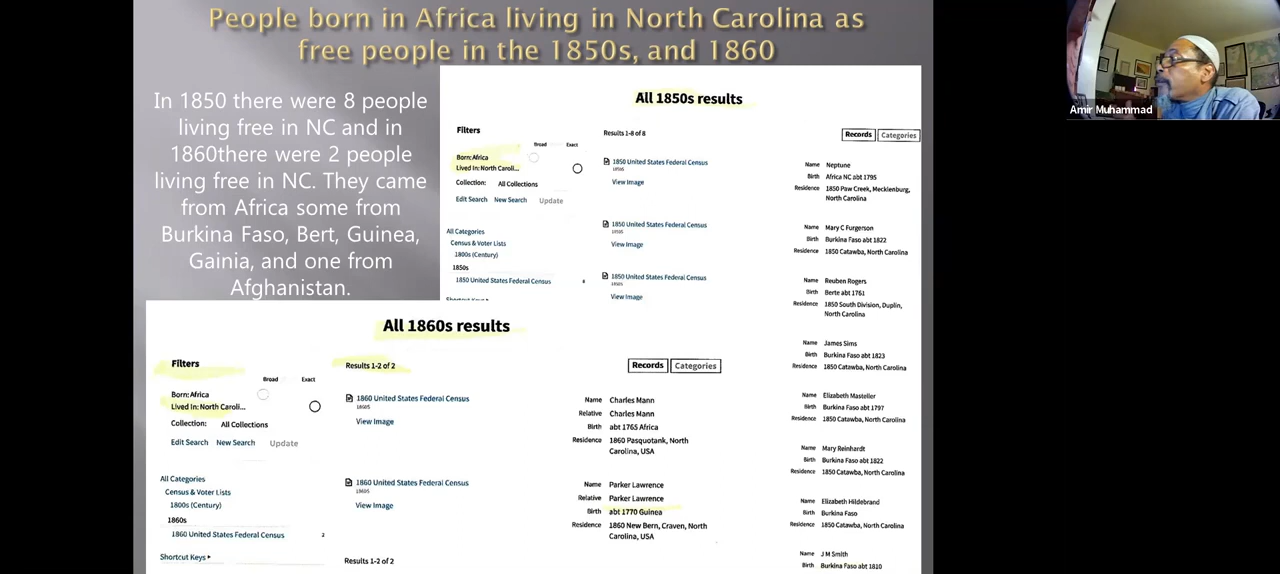 People born in Africa living in North Carolina as
free people in the 1850s, and 1860
In 1850 there were 8 people
living free in NC and in
1860there were 2 people
living free in NC. They came
from Africa some from
Burkina Faso, Bert, Guinea,
Gainia, and one from
Afghanistan.
All 1850s results
Filters
Broad Exact
Born: Africa
Lived In: North Caroli...
Collection: All Collections
Edit Search New Search Update
All Categories
Census & Voter Lists
1800s (Century)
1850s
1850 United States Federal Census 8
Shortcut Keys
Results 1-8 of 8
Records Categories
1850 United States Federal Census
1850S
View Image
1850 United States Federal Census
1850S
View Image
1850 United States Federal Census
1850S
View Image
Name Neptune
Birth Africa NC abt 1795
Residence 1850 Paw Creek, Mecklenburg,
North Carolina
Name Mary C Furgerson
Birth Burkina Faso abt 1822
Residence 1850 Catawba, North Carolina
Name Reuben Rogers
Birth Berte abt 1761
Residence 1850 South Division, Duplin,
North Carolina
Name James Sims
Birth Burkina Faso abt 1823
Residence 1850 Catawba, North Carolina
Name Elizabeth Masteller
Birth Burkina Faso abt 1797
Residence 1850 Catawba, North Carolina
Name Mary Reinhardt
Birth Burkina Faso abt 1822
Residence 1850 Catawba, North Carolina
Name Elizabeth Hildebrand
Birth Burkina Faso
Residence 1850 Catawba, North Carolina
Name J M Smith
Birth Burkina Faso abt 1810
All 1860s results
Filters
Broad Exact
Born: Africa
Lived In: North Caroli...
Collection: All Collections
Edit Search New Search Update
All Categories
Census & Voter Lists
1800s (Century)
1860s
1860 United States Federal Census 2
Shortcut Keys
Results 1-2 of 2
Records Categories
1860 United States Federal Census
1860S
View Image
Name Charles Mann
Relative Charles Mann
Birth abt 1765 Africa
Residence 1860 Pasquotank, North
Carolina, USA
1860 United States Federal Census
1860S
View Image
Name Parker Lawrence
Relative Parker Lawrence
Birth abt 1770 Guinea
Residence 1860 New Bern, Craven, North
Carolina, USA
Results 1-2 of 2
Amir Muhammad